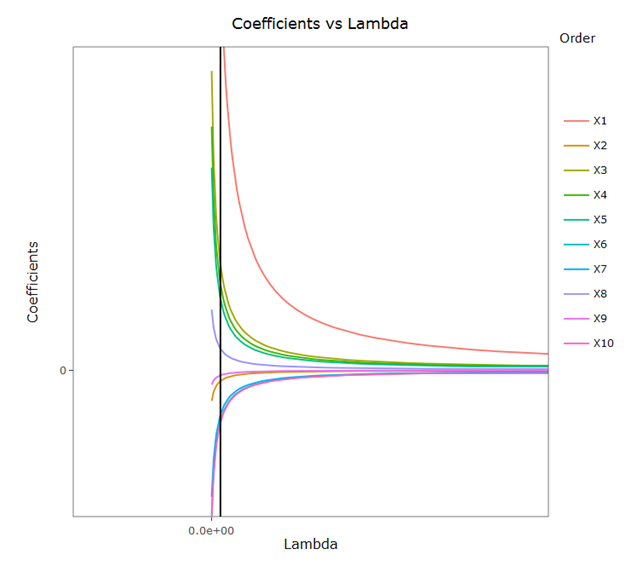 Coefficients vs Lambda
Order
X1
X2
X3
X4
X5
X6
X7
X8
X9
X10
Coefficients
0
0.0e+00
Lambda